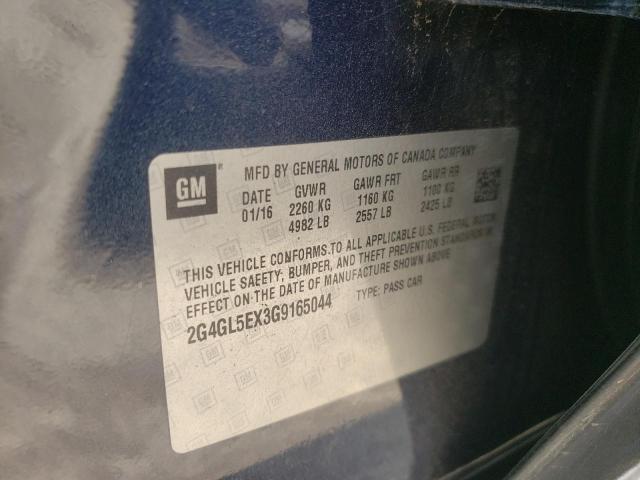 GM
MFD BY GENERAL MOTORS OF CANADA COMPANY
DATE GVWR GAWR FRT GAWR RR
01/16 2260 KG 1160 KG 1100 KG
4982 LB 2557 LB 2425 LB
THIS VEHICLE CONFORMS TO ALL APPLICABLE U.S. FEDERAL MOTOR
VEHICLE SAFETY, BUMPER, AND THEFT PREVENTION STANDARDS IN
EFFECT ON THE DATE OF MANUFACTURE SHOWN ABOVE
2G4GL5EX3G9165044 TYPE: PASS CAR